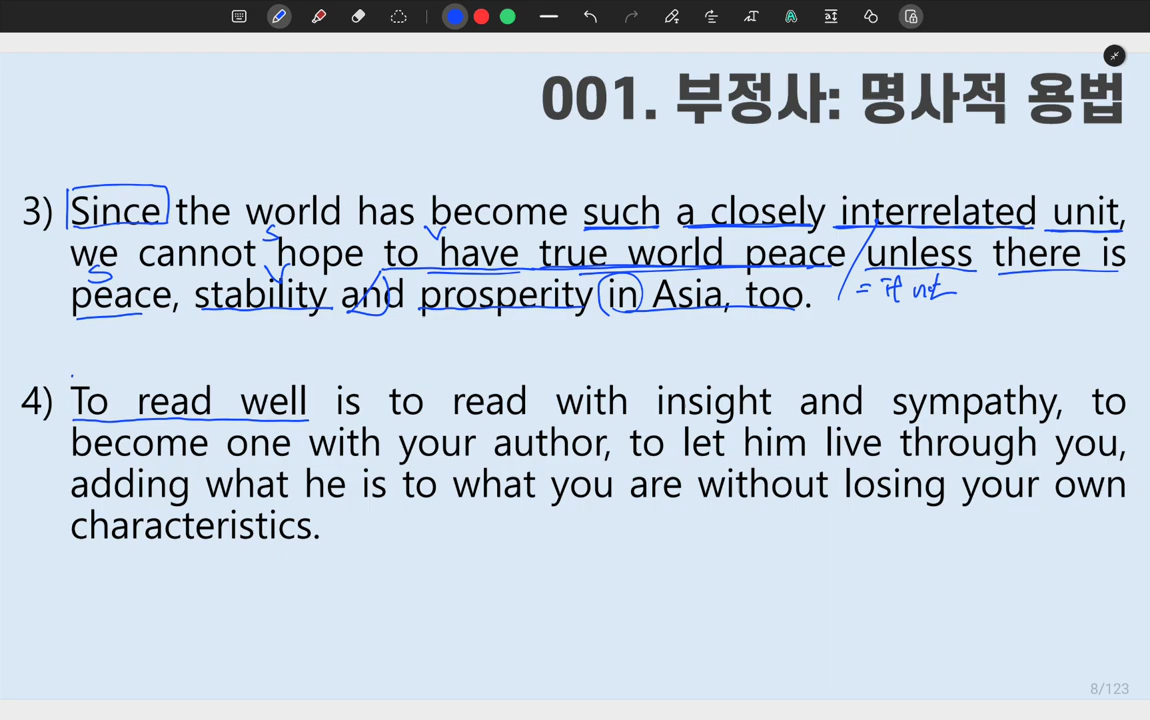 001. 부정사: 명사적 용법
3) Since the world has become such a closely interrelated unit,
S V
we cannot hope to have true world peace unless there is
S V = if not
peace, stability and prosperity in Asia, too.
4) To read well is to read with insight and sympathy, to
become one with your author, to let him live through you,
adding what he is to what you are without losing your own
characteristics.
8/123